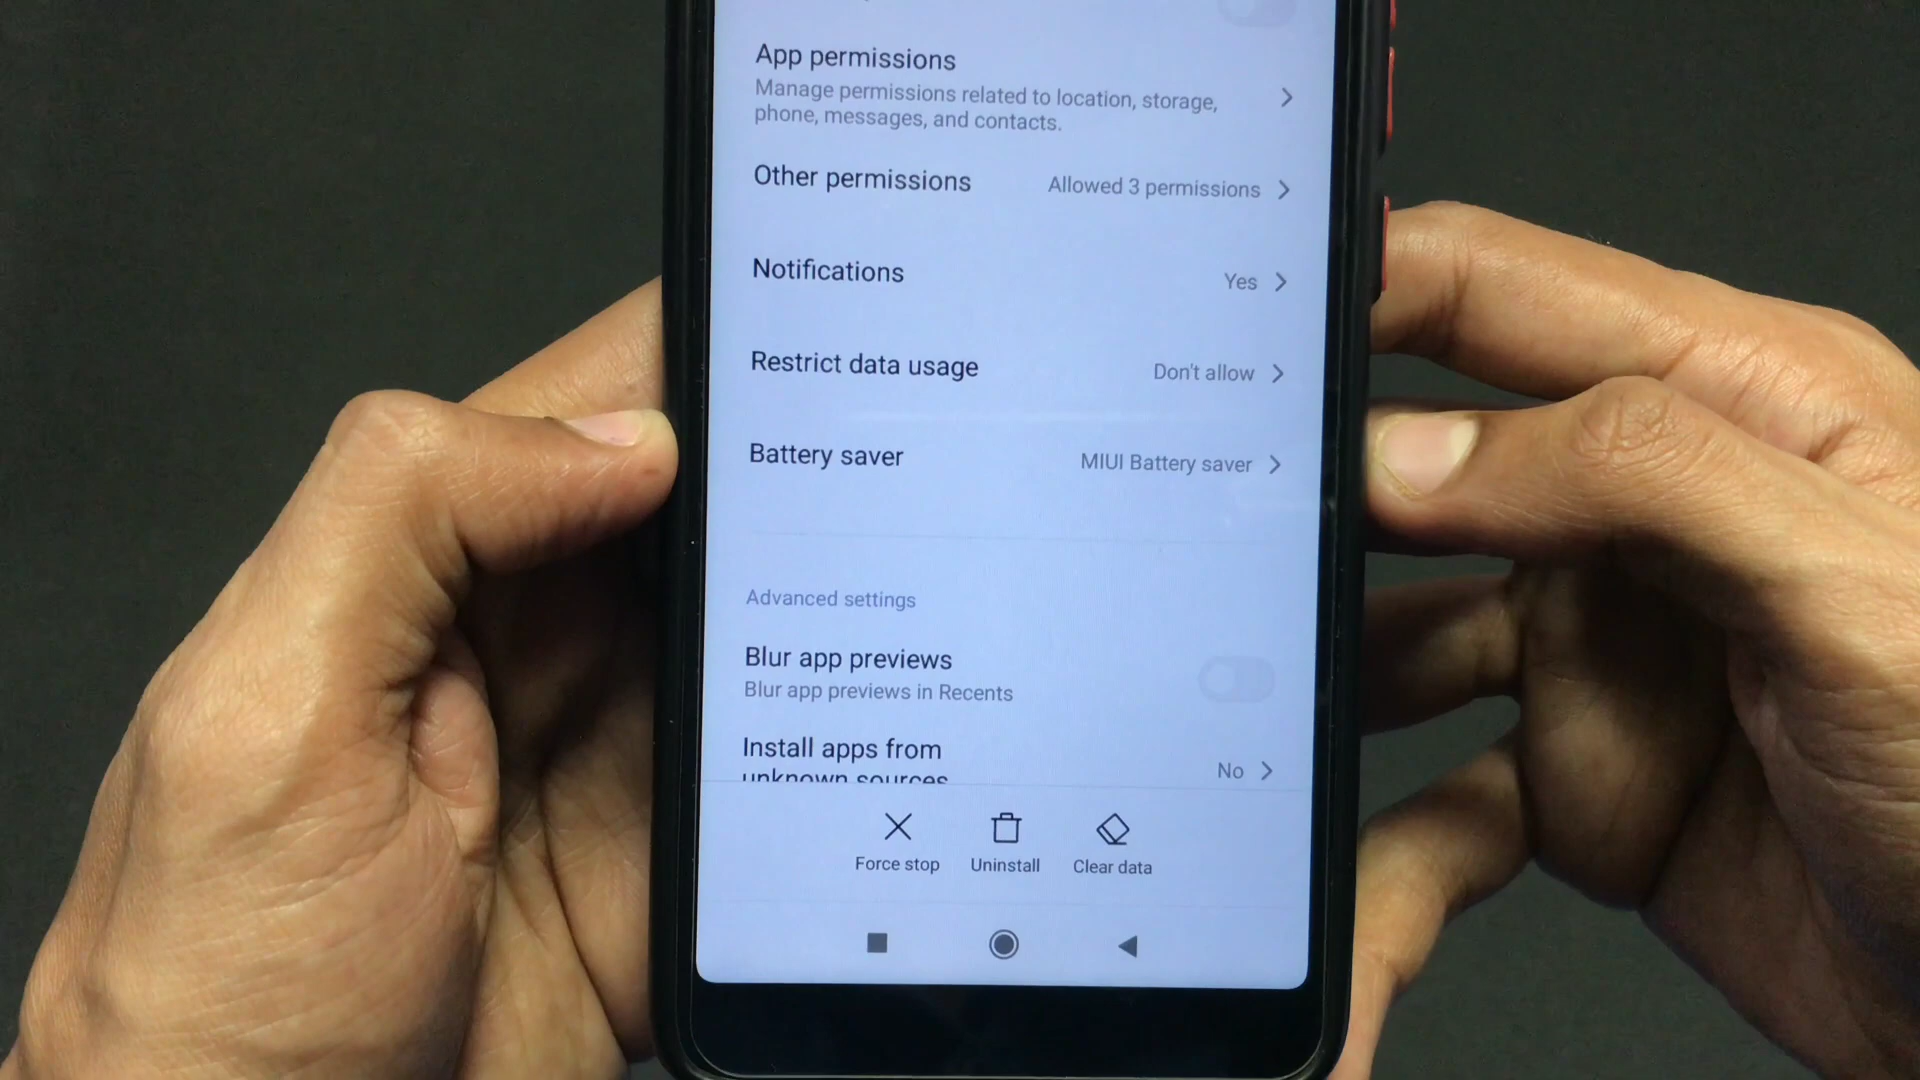 App permissions
Manage permissions related to location, storage,
phone, messages, and contacts.
Other permissions
Allowed 3 permissions
Notifications
Yes
Restrict data usage
Don't allow
Battery saver
MIUI Battery saver
Advanced settings
Blur app previews
Blur app previews in Recents
Install apps from
unknown sources
No
Force stop
Uninstall
Clear data